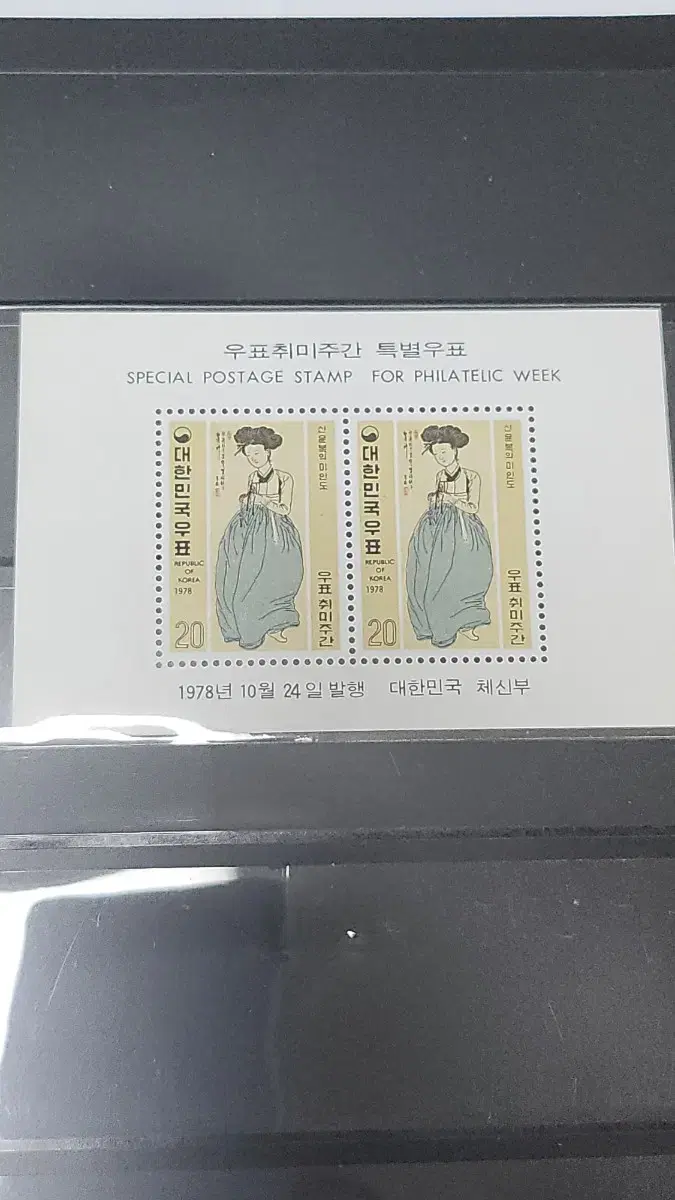 우표취미주간 특별우표
SPECIAL POSTAGE STAMP FOR PHILATELIC WEEK
대한민국우표
REPUBLIC
OF
KOREA
1978
20
신윤복의 미인도
우표 취미주간
대한민국우표
REPUBLIC
OF
KOREA
1978
20
신윤복의 미인도
우표 취미주간
1978년 10월 24일 발행 대한민국 체신부